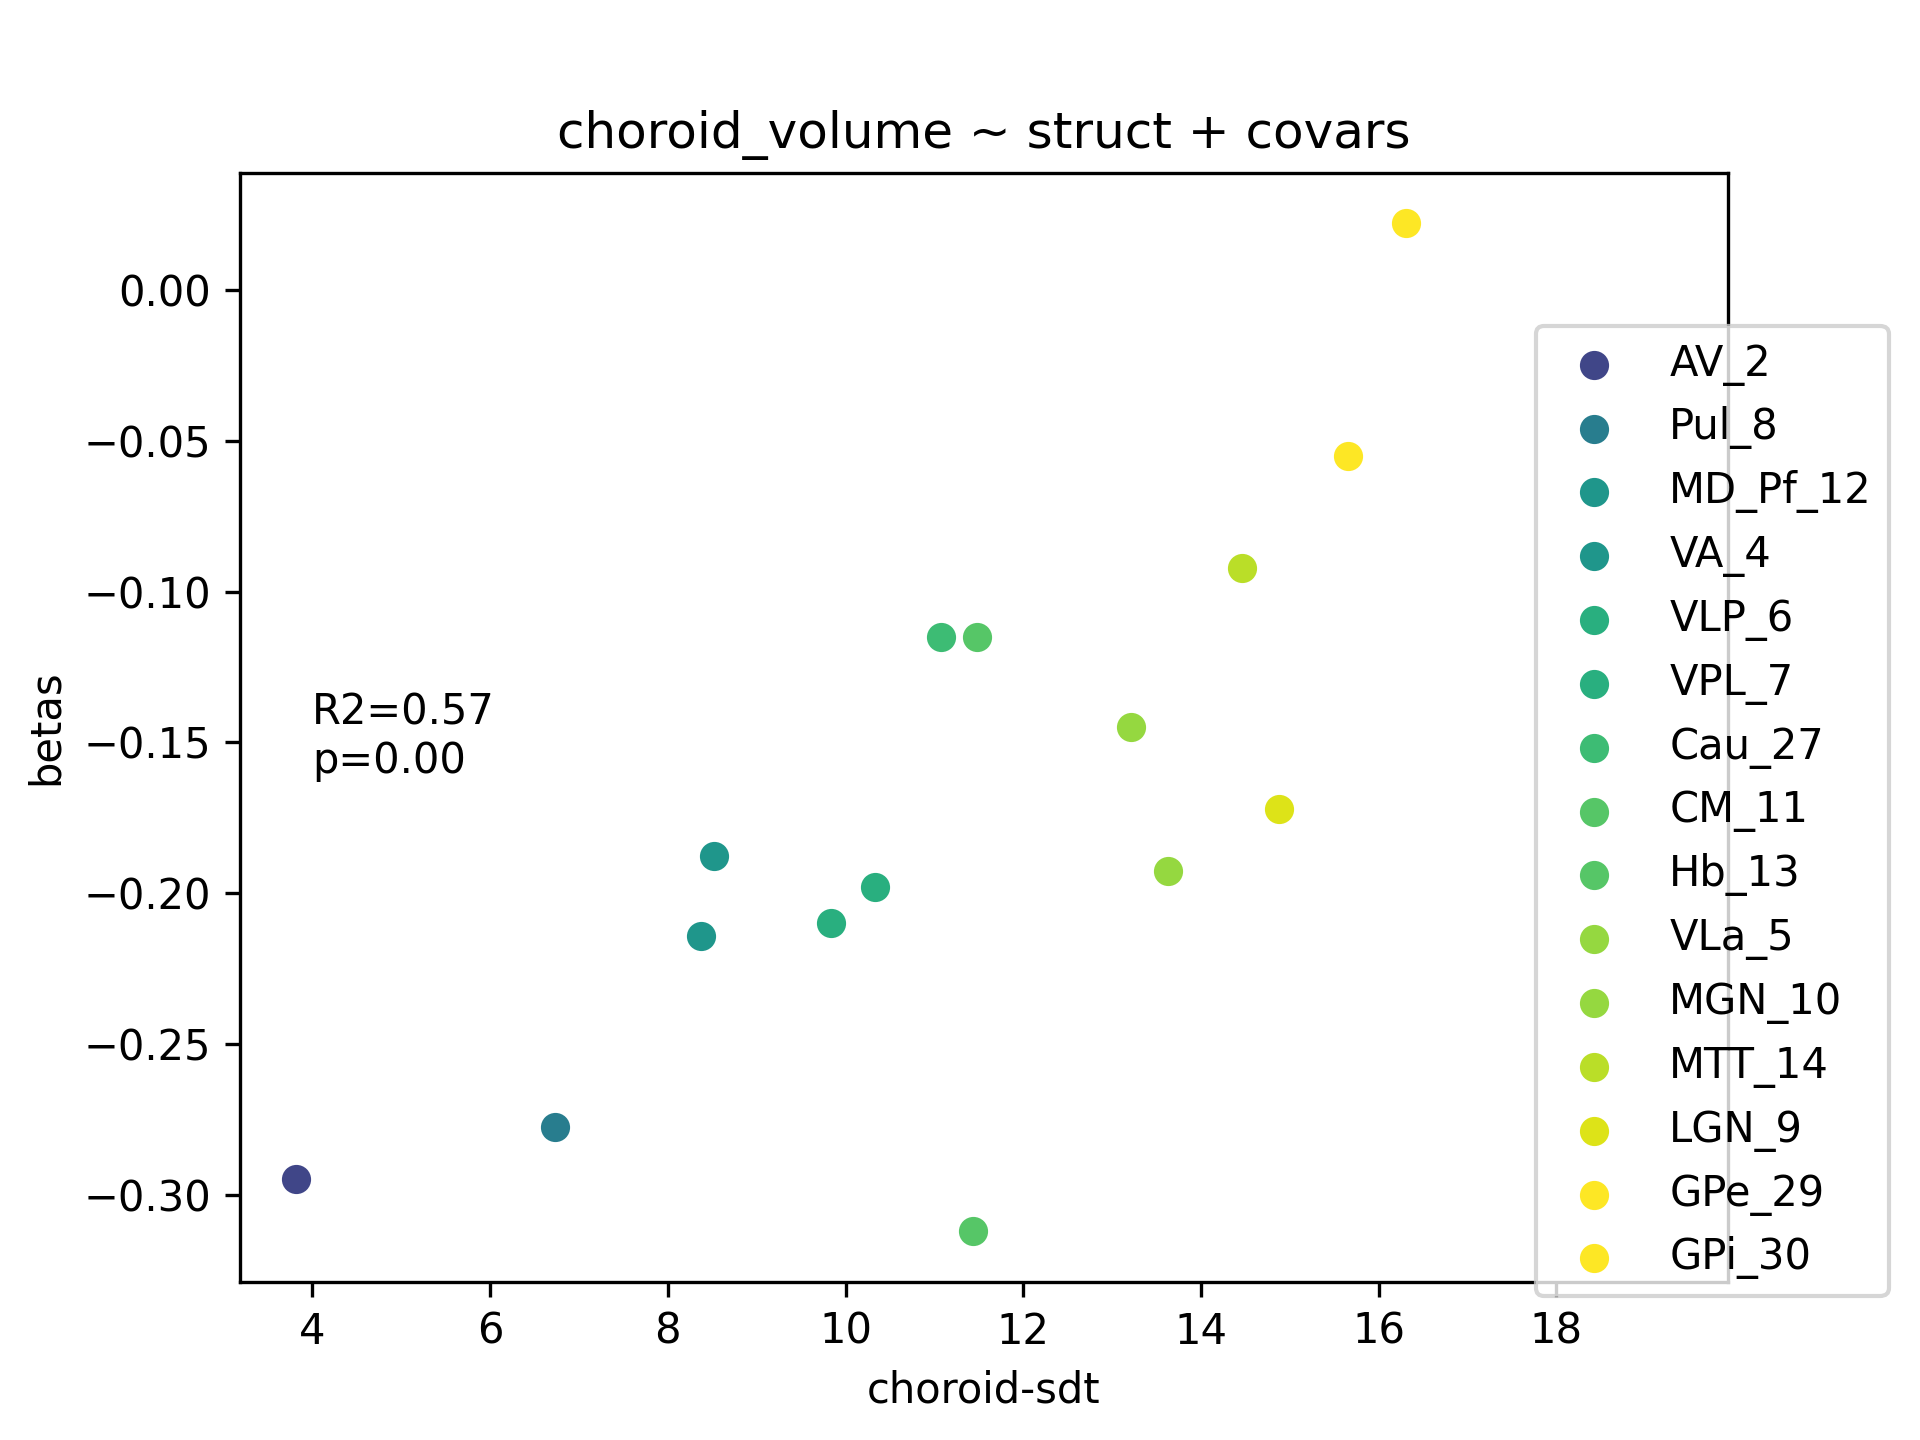 choroid_volume ~ struct + covars
0.00
−0.05
−0.10
−0.15
−0.20
−0.25
−0.30
betas
R2=0.57
p=0.00
AV_2
Pul_8
MD_Pf_12
VA_4
VLP_6
VPL_7
Cau_27
CM_11
Hb_13
VLa_5
MGN_10
MTT_14
LGN_9
GPe_29
GPi_30
4 6 8 10 12 14 16 18
choroid-sdt